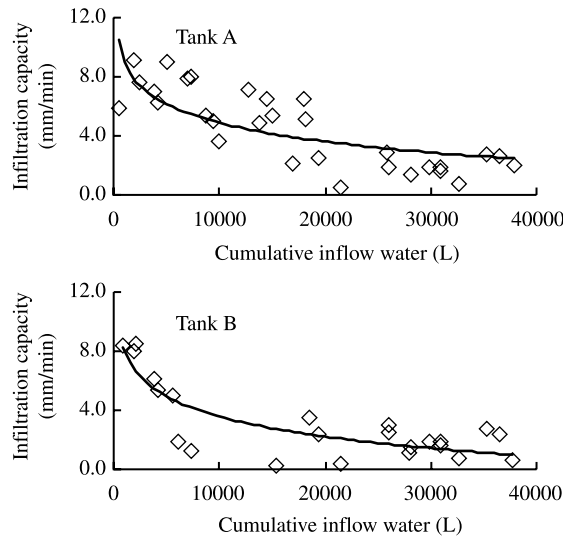 12.0
Tank A
8.0
4.0
0.0
Infiltration capacity
(mm/min)
0 10000 20000 30000 40000
Cumulative inflow water (L)
12.0
Tank B
8.0
4.0
0.0
Infiltration capacity
(mm/min)
0 10000 20000 30000 40000
Cumulative inflow water (L)